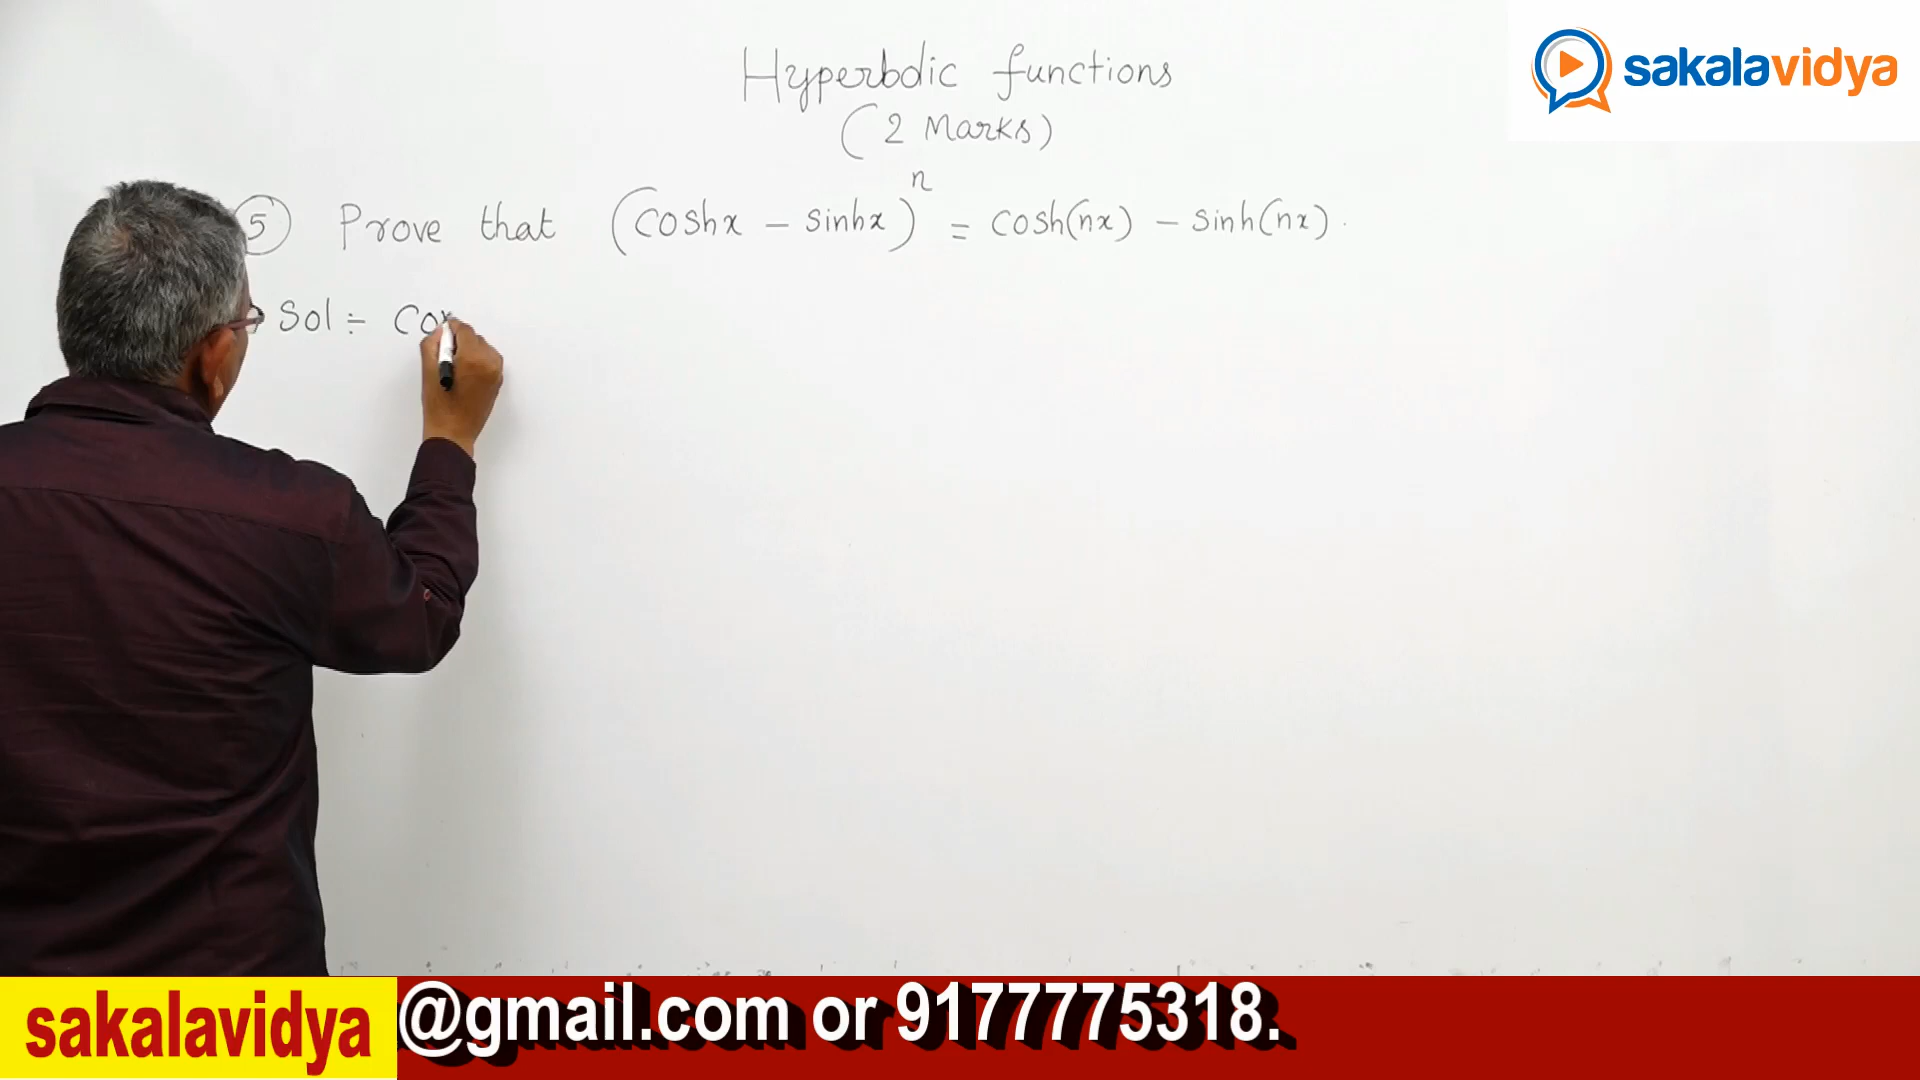 Hyperbolic functions
(2 Marks)
sakalavidya
5 Prove that (coshx - sinhx)^n = cosh(nx) - sinh(nx).
Sol ÷ Co
sakalavidya @gmail.com or 9177775318.